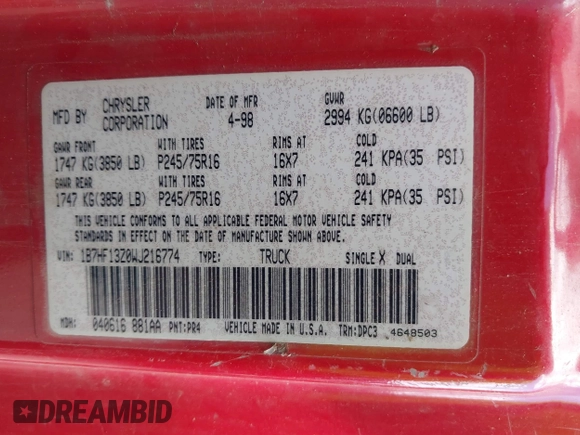 MFD BY CHRYSLER CORPORATION DATE OF MFR 4-98 GVWR 2994 KG(06600 LB)
GAWR FRONT WITH TIRES RIMS AT COLD
1747 KG(3850 LB) P245/75R16 16X7 241 KPA(35 PSI)
GAWR REAR WITH TIRES RIMS AT COLD
1747 KG(3850 LB) P245/75R16 16X7 241 KPA(35 PSI)
THIS VEHICLE CONFORMS TO ALL APPLICABLE FEDERAL MOTOR VEHICLE SAFETY
STANDARDS IN EFFECT ON THE DATE OF MANUFACTURE SHOWN ABOVE.
VIN: 1B7HF13Z0WJ216774 TYPE: TRUCK SINGLE X DUAL
MDH: 040616 881AA PNT:PR4 VEHICLE MADE IN U.S.A. TRM:DPC3 4648503
DREAMBID